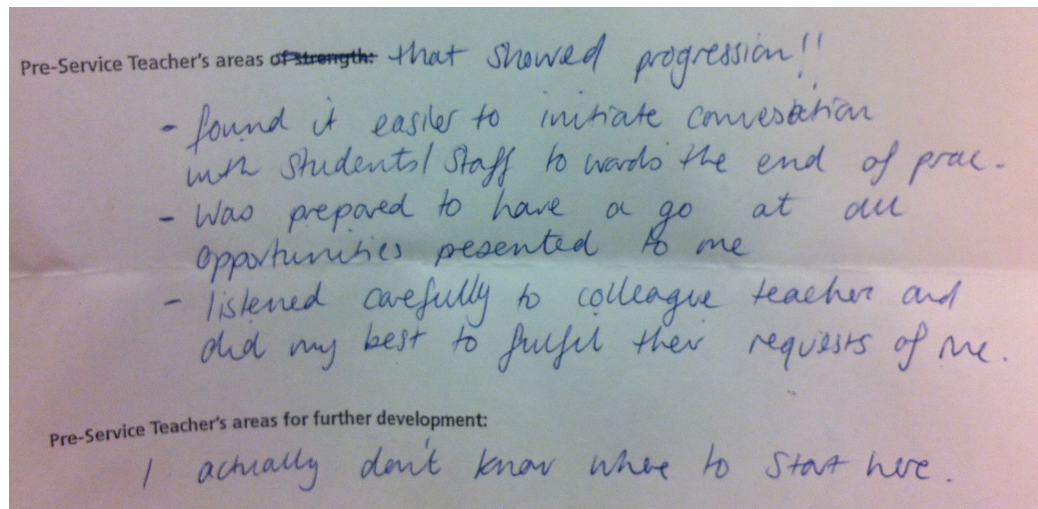 Pre-Service Teacher's areas of strength: that showed progression!!
- found it easier to initiate conversation
with students/staff towards the end of prac.
- Was prepared to have a go at all
opportunities presented to me
- listened carefully to colleague teacher and
did my best to fulfil their requests of me.
Pre-Service Teacher's areas for further development:
I actually don't know where to start here.